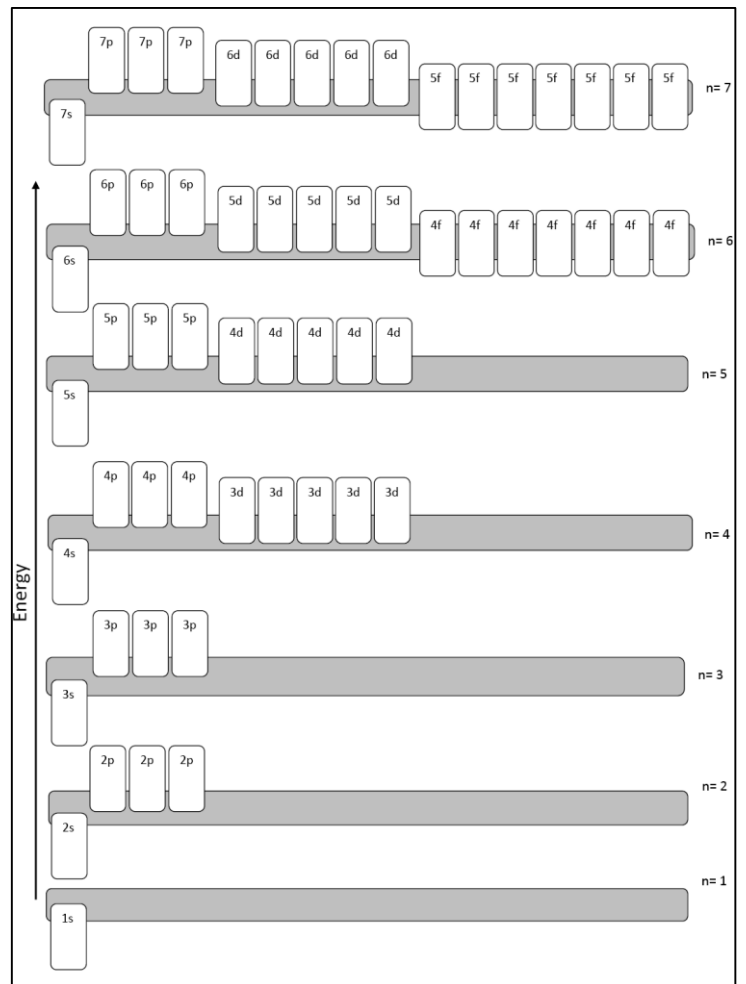 7p 7p 7p
6d 6d 6d 6d 6d
5f 5f 5f 5f 5f 5f 5f
n= 7
7s
6p 6p 6p
5d 5d 5d 5d 5d
4f 4f 4f 4f 4f 4f 4f
n= 6
6s
5p 5p 5p
4d 4d 4d 4d 4d
n= 5
5s
4p 4p 4p
3d 3d 3d 3d 3d
n= 4
4s
Energy
3p 3p 3p
n= 3
3s
2p 2p 2p
n= 2
2s
n= 1
1s